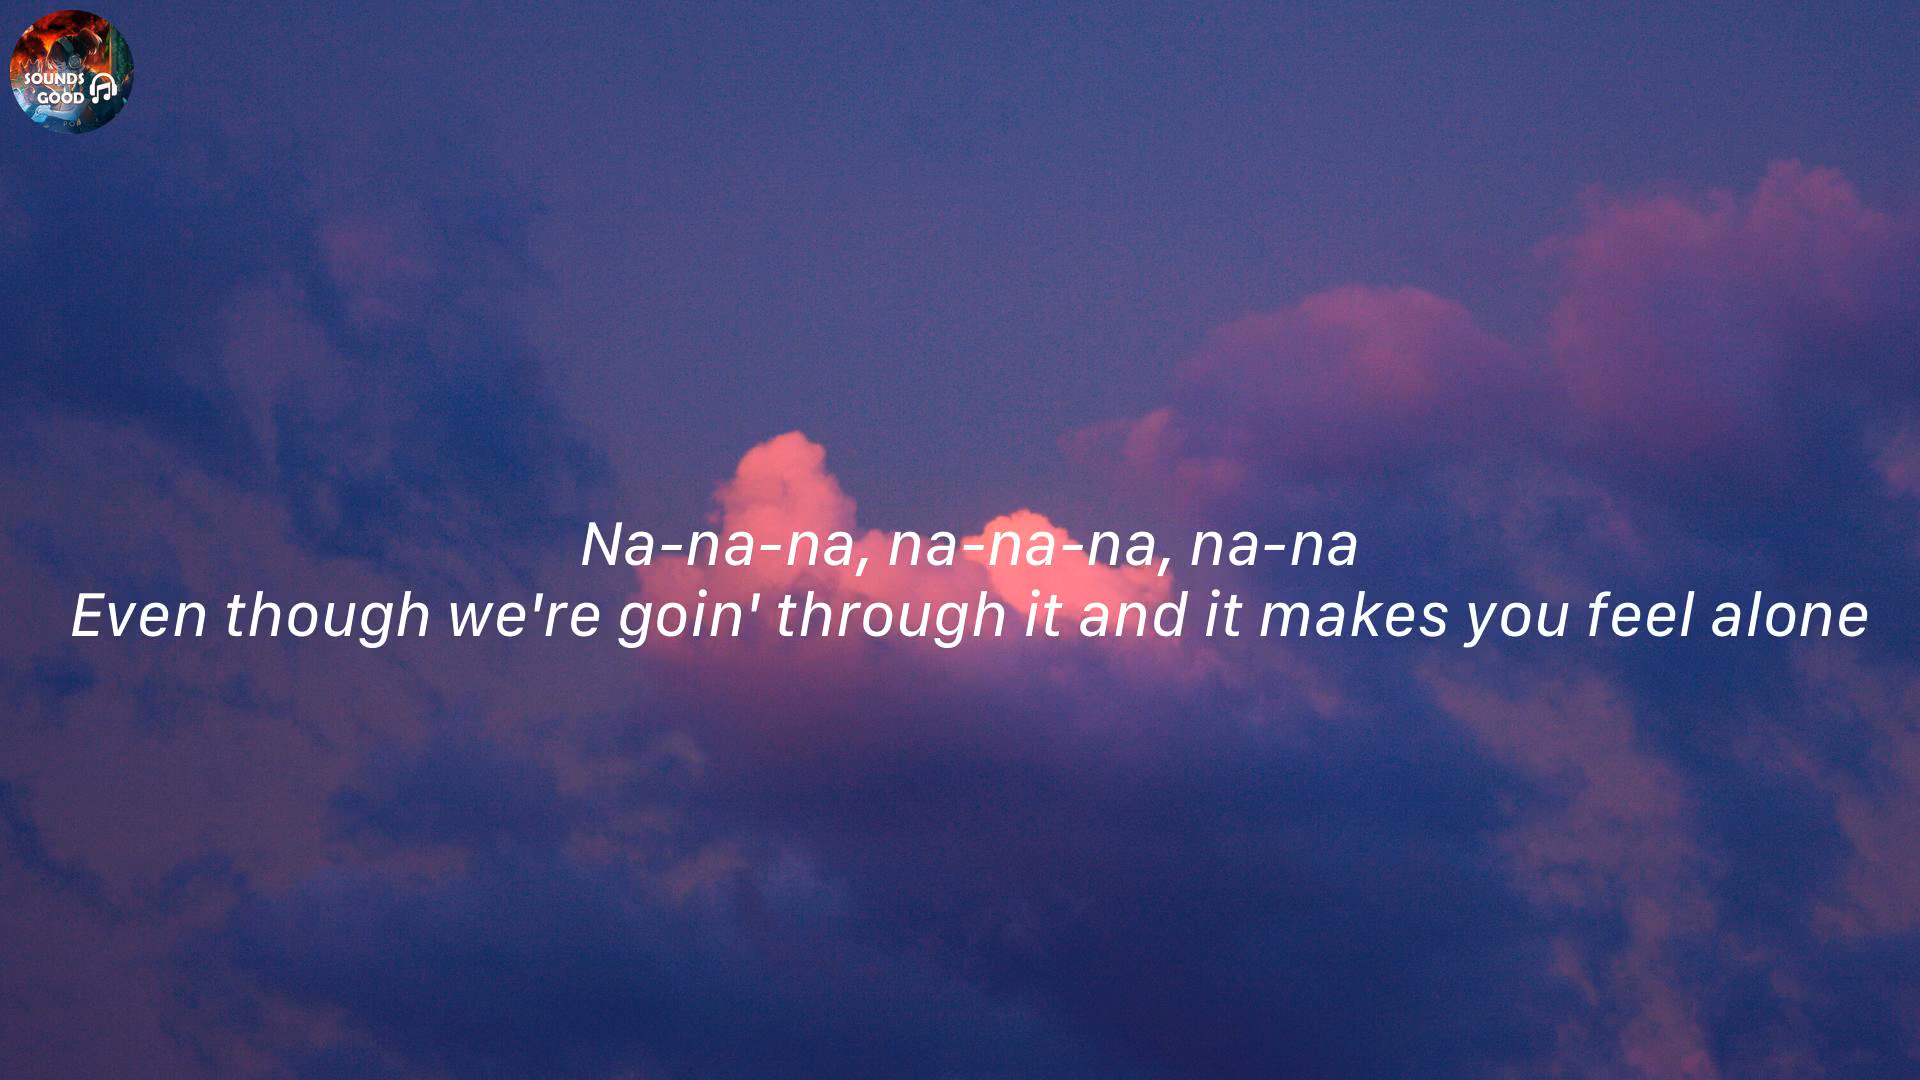 SOUNDS
GOOD
POP
Na-na-na, na-na-na, na-na
Even though we're goin' through it and it makes you feel alone